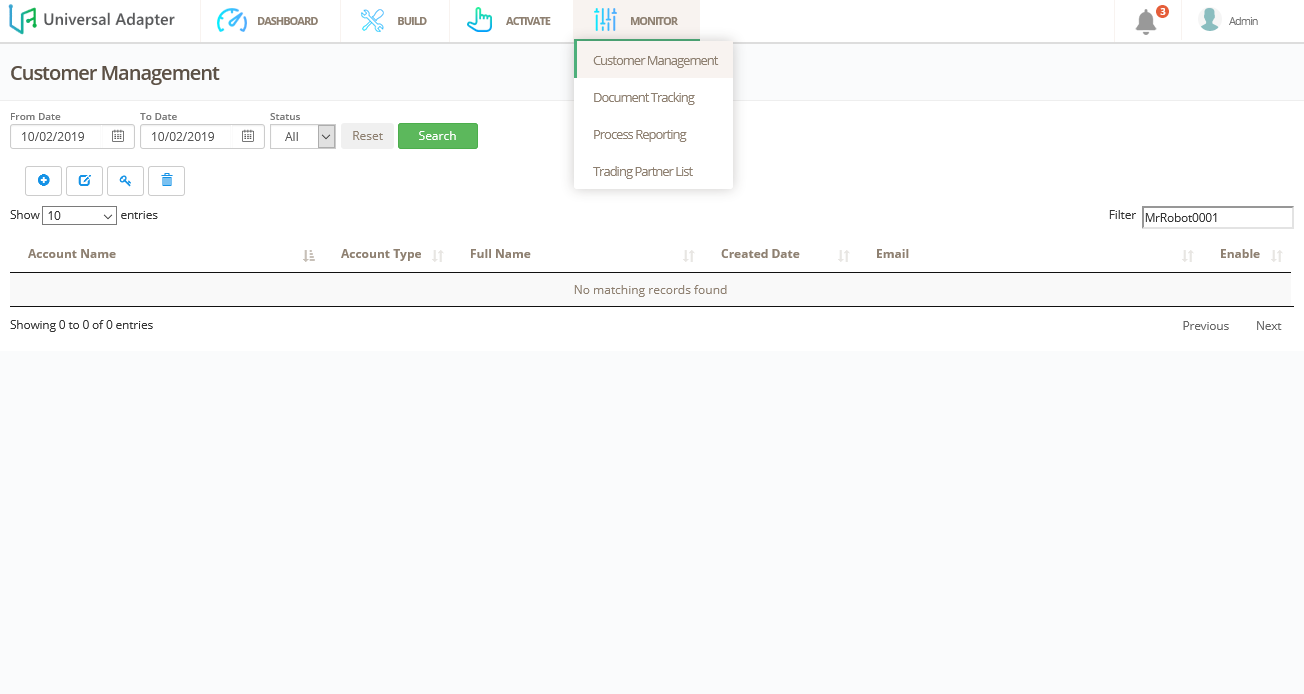 Universal Adapter
DASHBOARD
BUILD
ACTIVATE
MONITOR
3
Admin
Customer Management
Document Tracking
Process Reporting
Trading Partner List
Customer Management
From Date To Date Status
10/02/2019 10/02/2019 All Reset Search
Show 10 entries
Filter MrRobot0001
Account Name Account Type Full Name Created Date Email Enable
No matching records found
Showing 0 to 0 of 0 entries
Previous Next